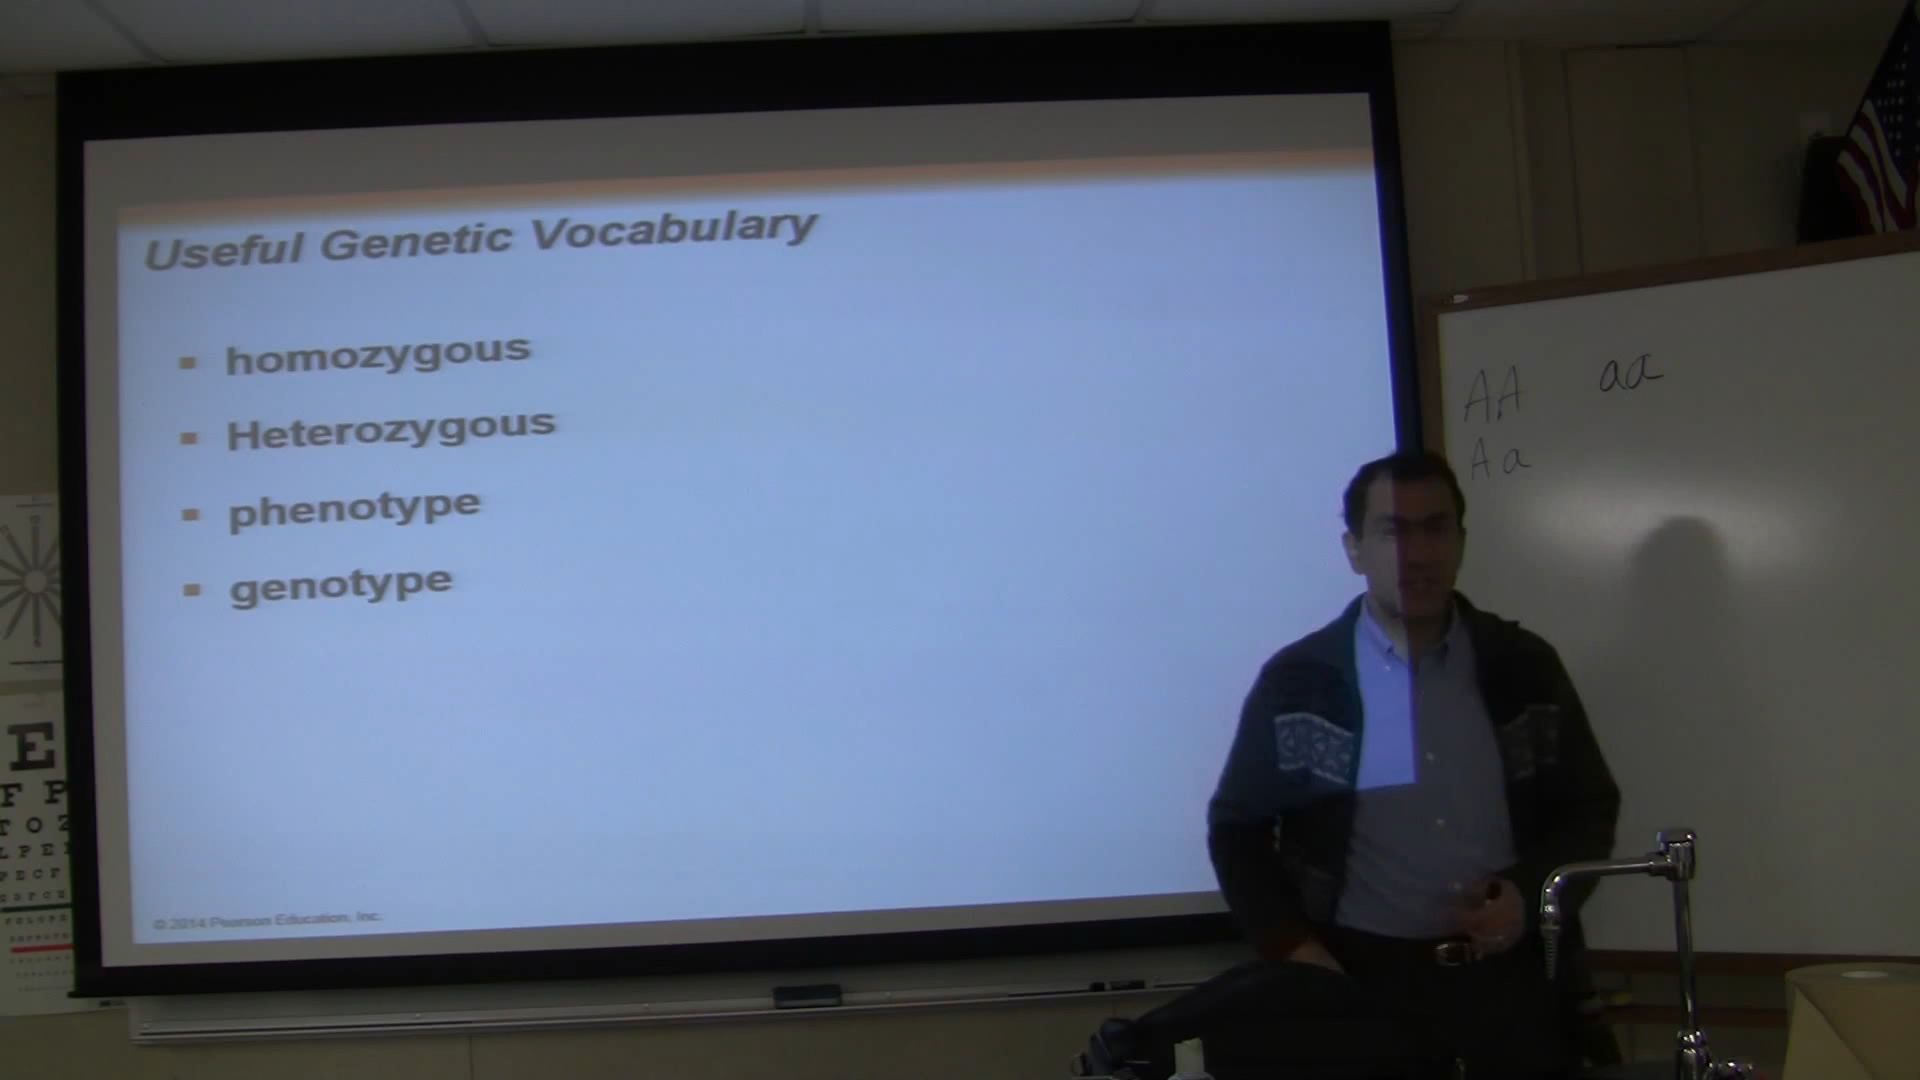 Useful Genetic Vocabulary
homozygous
Heterozygous
phenotype
genotype
© 2014 Pearson Education, Inc.
AA aa
Aa
E
F P
T O Z
L P E
P E C F